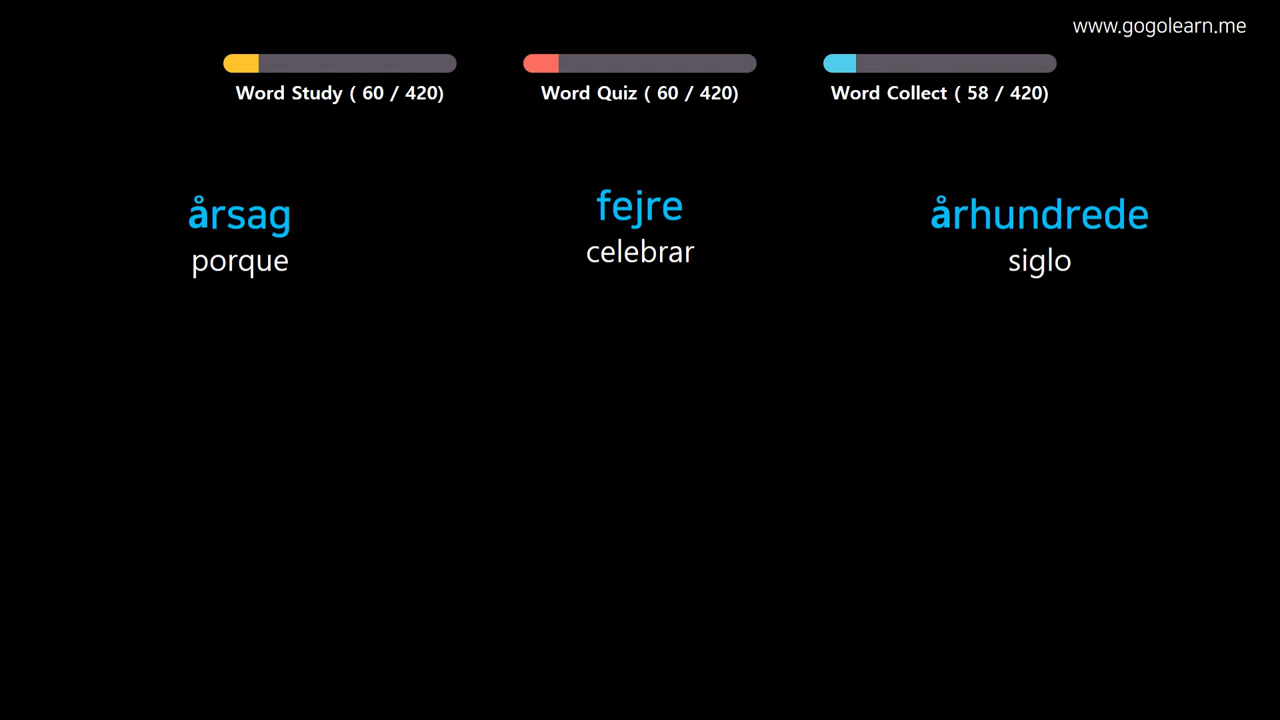 www.gogolearn.me
Word Study ( 60 / 420)
Word Quiz ( 60 / 420)
Word Collect ( 58 / 420)
årsag
porque
fejre
celebrar
århundrede
siglo